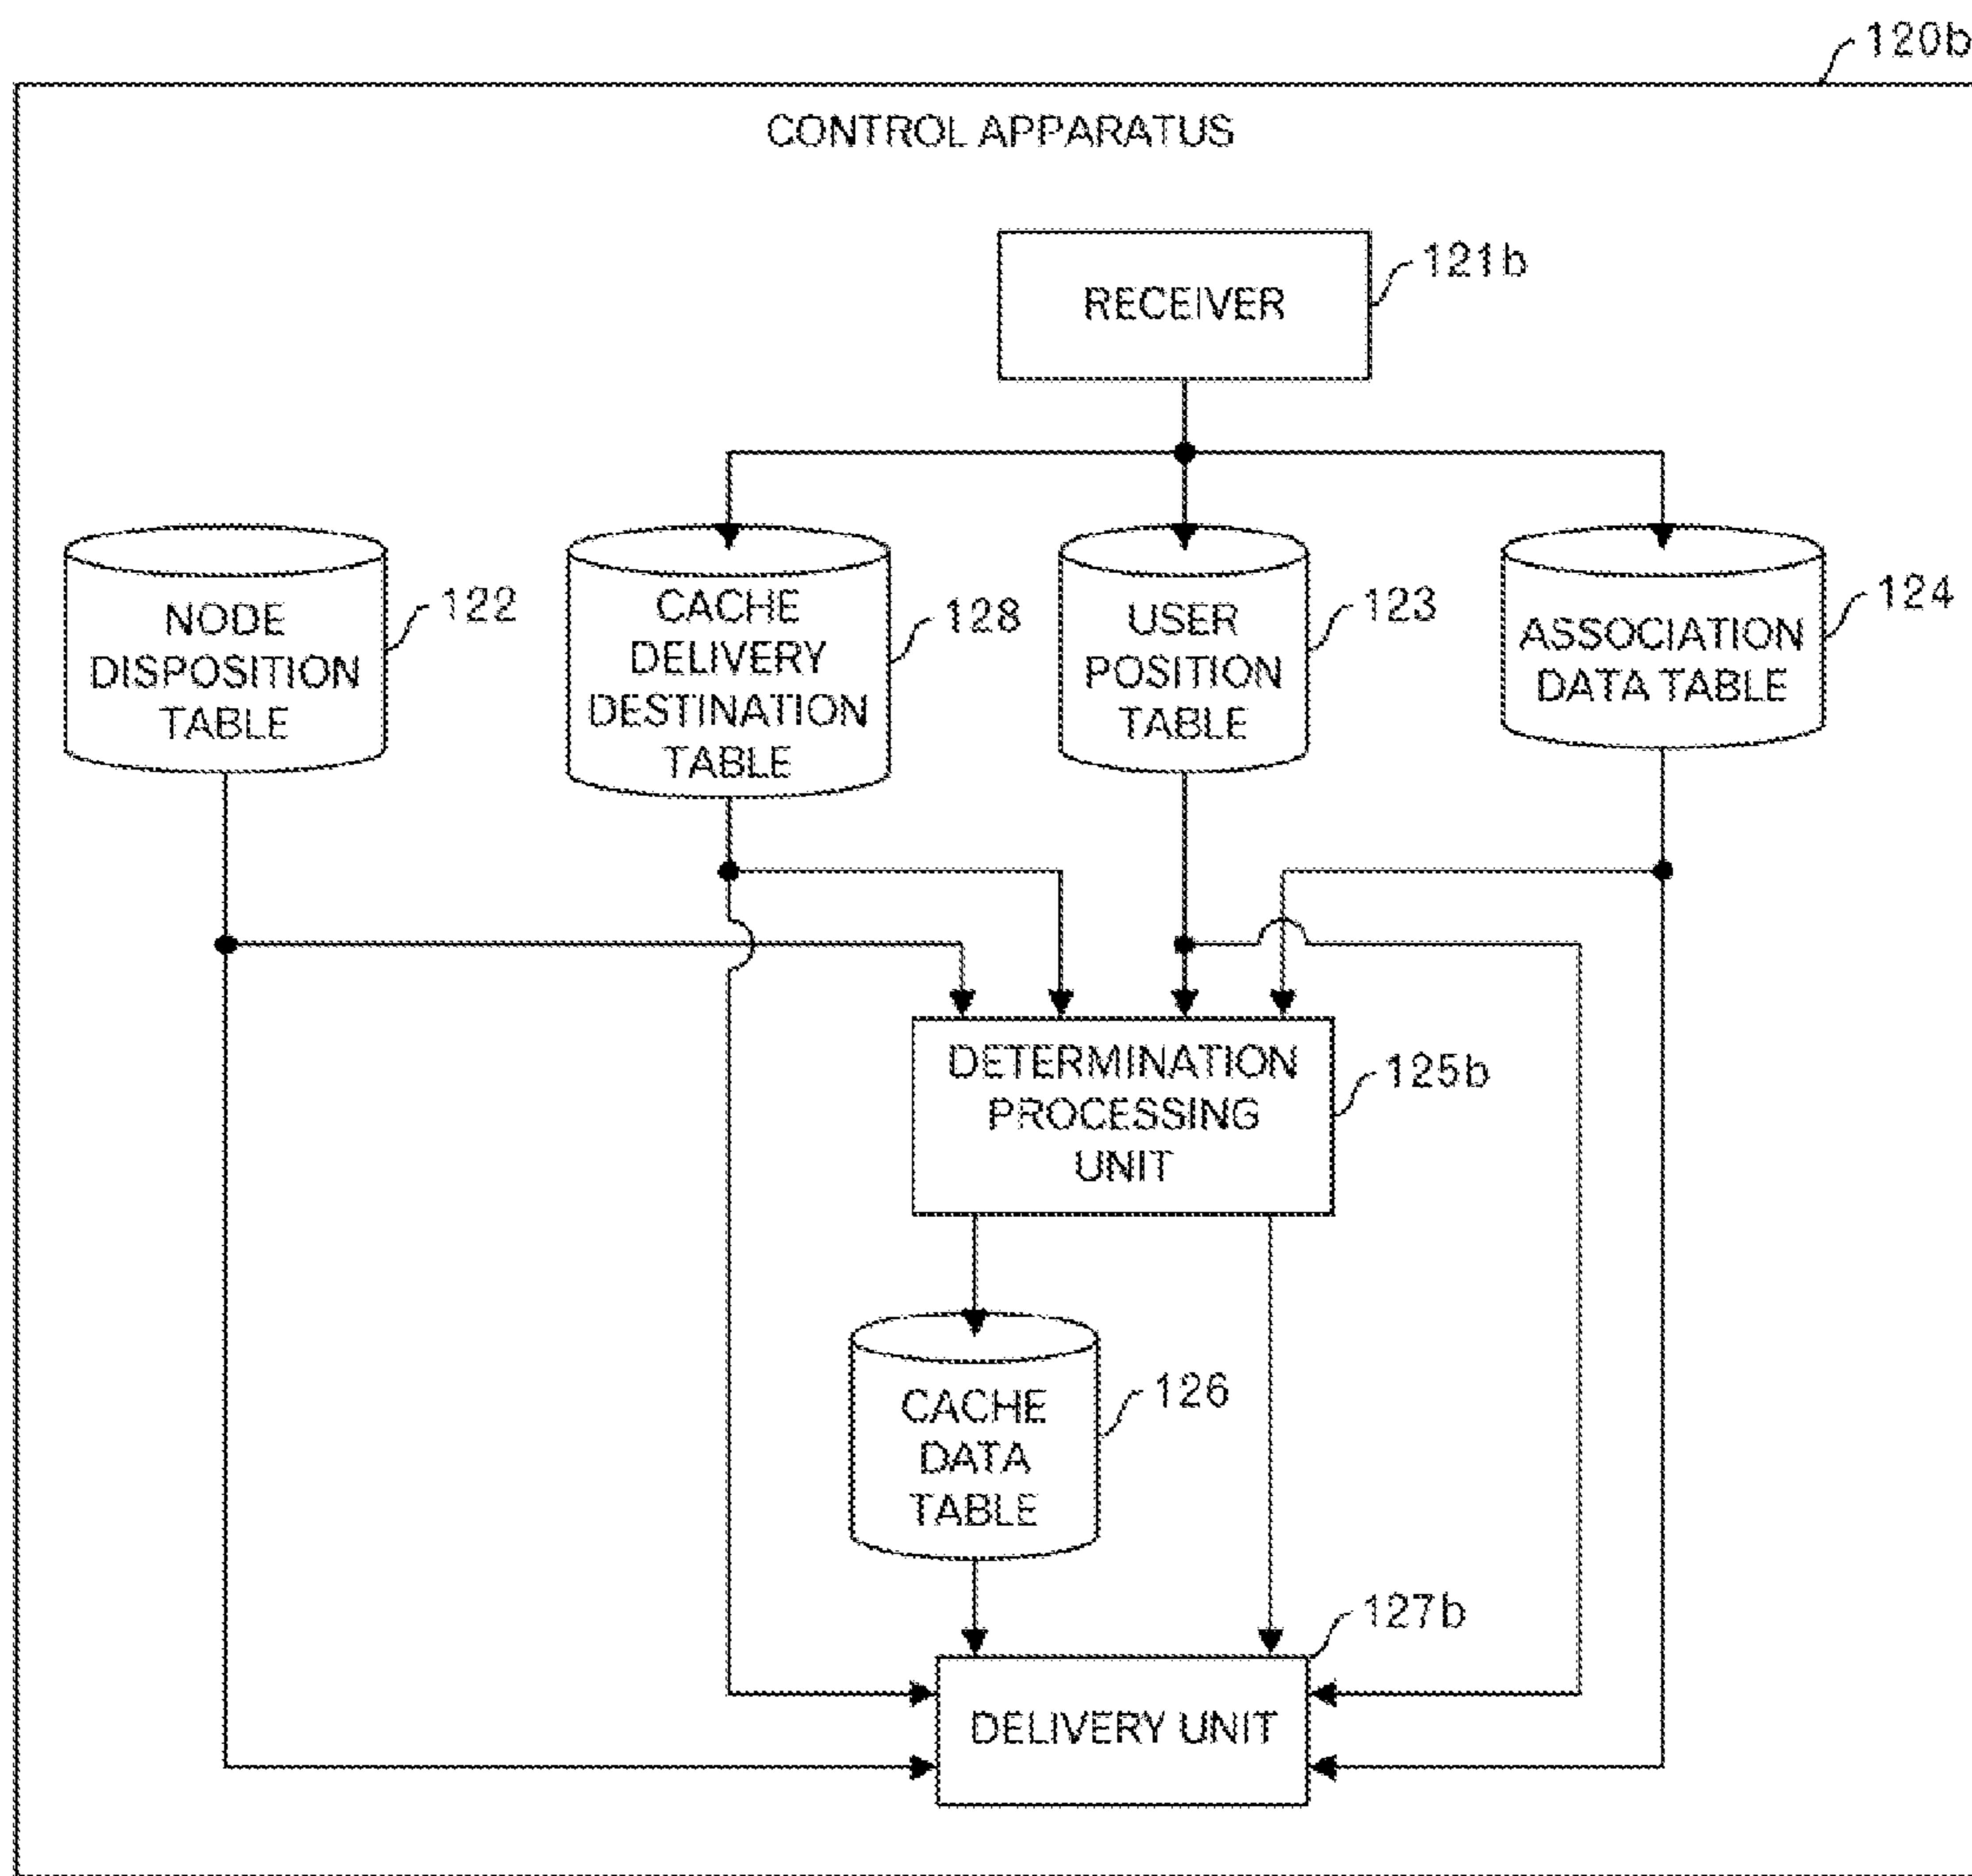 120b
CONTROL APPARATUS
RECEIVER
121b
NODE
DISPOSITION
TABLE
122
CACHE
DELIVERY
DESTINATION
TABLE
128
USER
POSITION
TABLE
123
ASSOCIATION
DATA TABLE
124
DETERMINATION
PROCESSING
UNIT
125b
CACHE
DATA
TABLE
126
127b
DELIVERY UNIT